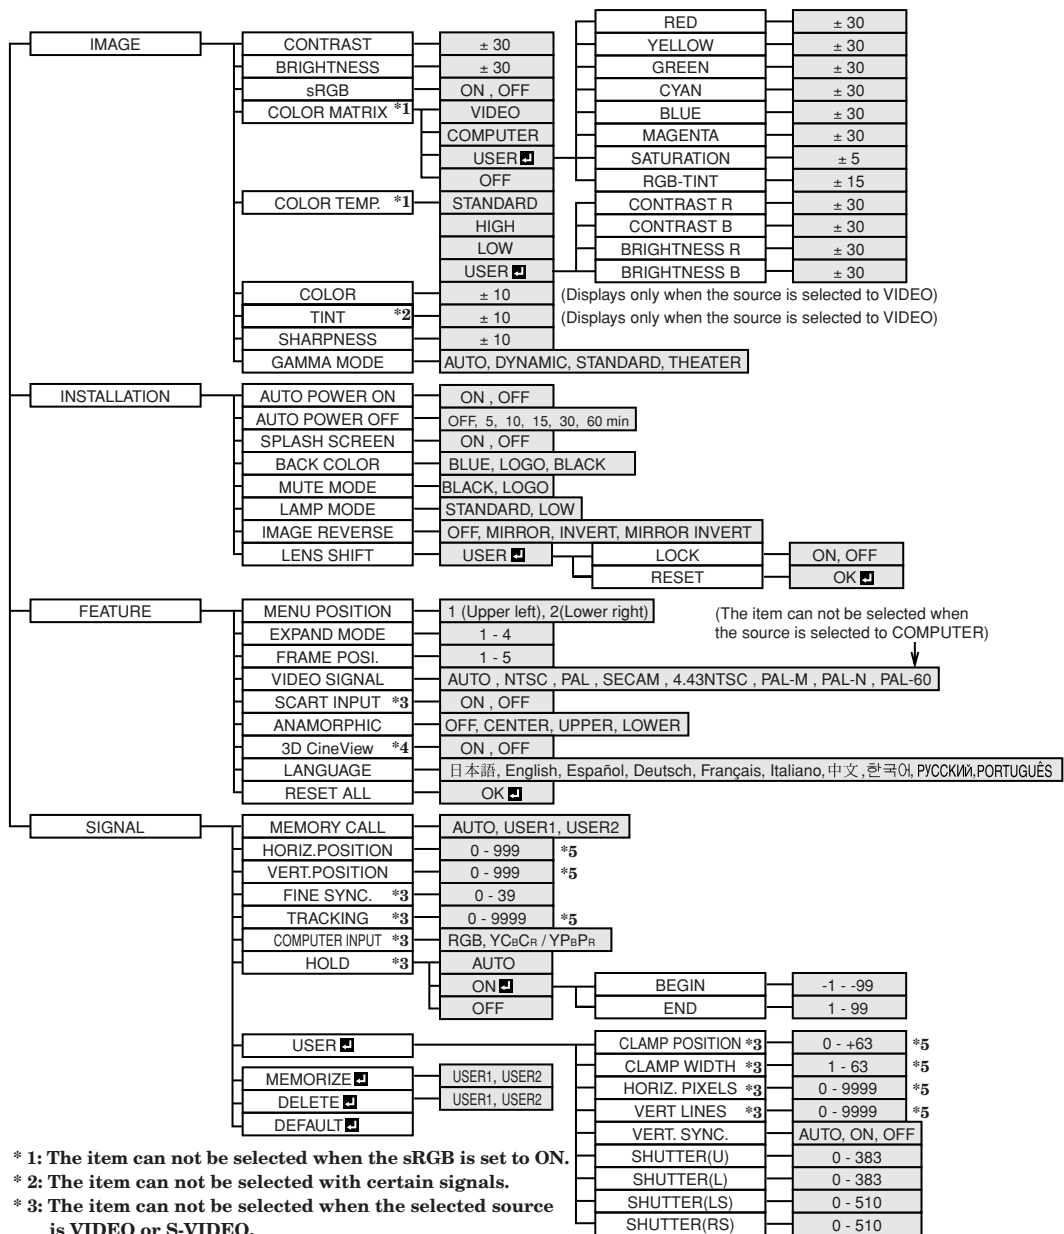 IMAGE
CONTRAST ± 30
BRIGHTNESS ± 30
sRGB ON , OFF
COLOR MATRIX *1 VIDEO
COMPUTER
USER
OFF
RED ± 30
YELLOW ± 30
GREEN ± 30
CYAN ± 30
BLUE ± 30
MAGENTA ± 30
SATURATION ± 5
RGB-TINT ± 15
COLOR TEMP. *1 STANDARD
HIGH
LOW
USER
CONTRAST R ± 30
CONTRAST B ± 30
BRIGHTNESS R ± 30
BRIGHTNESS B ± 30
COLOR ± 10 (Displays only when the source is selected to VIDEO)
TINT *2 ± 10 (Displays only when the source is selected to VIDEO)
SHARPNESS ± 10
GAMMA MODE AUTO, DYNAMIC, STANDARD, THEATER
INSTALLATION
AUTO POWER ON ON , OFF
AUTO POWER OFF OFF, 5, 10, 15, 30, 60 min
SPLASH SCREEN ON , OFF
BACK COLOR BLUE, LOGO, BLACK
MUTE MODE BLACK, LOGO
LAMP MODE STANDARD, LOW
IMAGE REVERSE OFF, MIRROR, INVERT, MIRROR INVERT
LENS SHIFT USER
LOCK ON, OFF
RESET OK
FEATURE
MENU POSITION 1 (Upper left), 2(Lower right)
EXPAND MODE 1 - 4
FRAME POSI. 1 - 5
(The item can not be selected when
the source is selected to COMPUTER)
VIDEO SIGNAL AUTO , NTSC , PAL , SECAM , 4.43NTSC , PAL-M , PAL-N , PAL-60
SCART INPUT *3 ON , OFF
ANAMORPHIC OFF, CENTER, UPPER, LOWER
3D CineView *4 ON , OFF
LANGUAGE 日本語, English, Español, Deutsch, Français, Italiano, 中文, 한국어, РУССКИЙ, PORTUGUÊS
RESET ALL OK
SIGNAL
MEMORY CALL AUTO, USER1, USER2
HORIZ.POSITION 0 - 999 *5
VERT.POSITION 0 - 999 *5
FINE SYNC. *3 0 - 39
TRACKING *3 0 - 9999 *5
COMPUTER INPUT *3 RGB, YCBCR / YPBPR
HOLD *3 AUTO
ON
OFF
BEGIN -1 - -99
END 1 - 99
USER
CLAMP POSITION *3 0 - +63 *5
CLAMP WIDTH *3 1 - 63 *5
HORIZ. PIXELS *3 0 - 9999 *5
VERT LINES *3 0 - 9999 *5
VERT. SYNC. AUTO, ON, OFF
SHUTTER(U) 0 - 383
SHUTTER(L) 0 - 383
SHUTTER(LS) 0 - 510
SHUTTER(RS) 0 - 510
MEMORIZE USER1, USER2
DELETE USER1, USER2
DEFAULT
* 1: The item can not be selected when the sRGB is set to ON.
* 2: The item can not be selected with certain signals.
* 3: The item can not be selected when the selected source
is VIDEO or S-VIDEO.